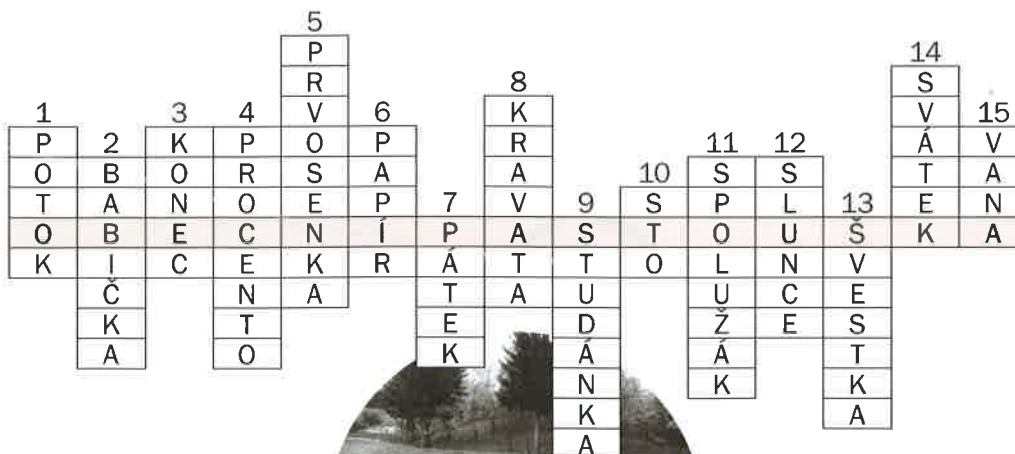 1 POTOK
2 BABIČKA
3 KONEC
4 PROCENTO
5 PRVOSENKA
6 PAPÍR
7 PÁTEK
8 KRAVATA
9 STUDÁNKA
10 STO
11 SPOLUŽÁK
12 SLUNCE
13 ŠVESTKA
14 SVÁTEK
15 VANA